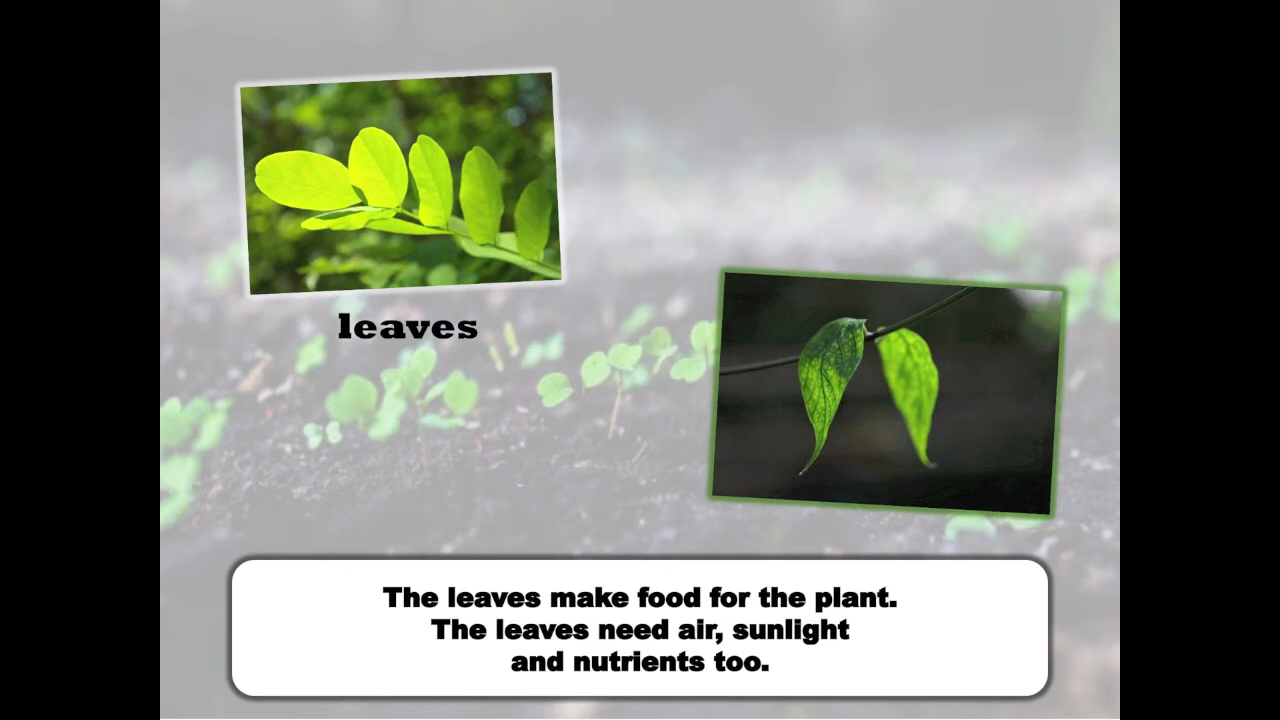 leaves
The leaves make food for the plant.
The leaves need air, sunlight
and nutrients too.